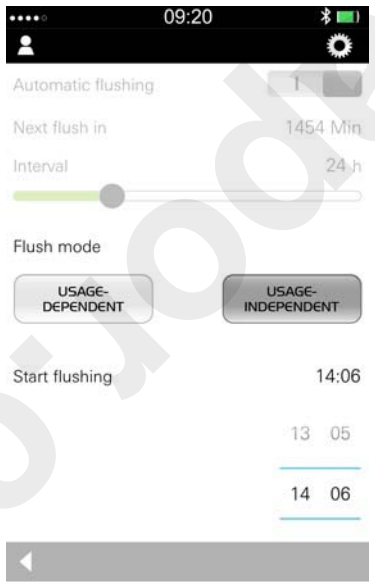 09:20
Automatic flushing 1
Next flush in 1454 Min
Interval 24 h
Flush mode
USAGE-
DEPENDENT
USAGE-
INDEPENDENT
Start flushing 14:06
13 05
14 06